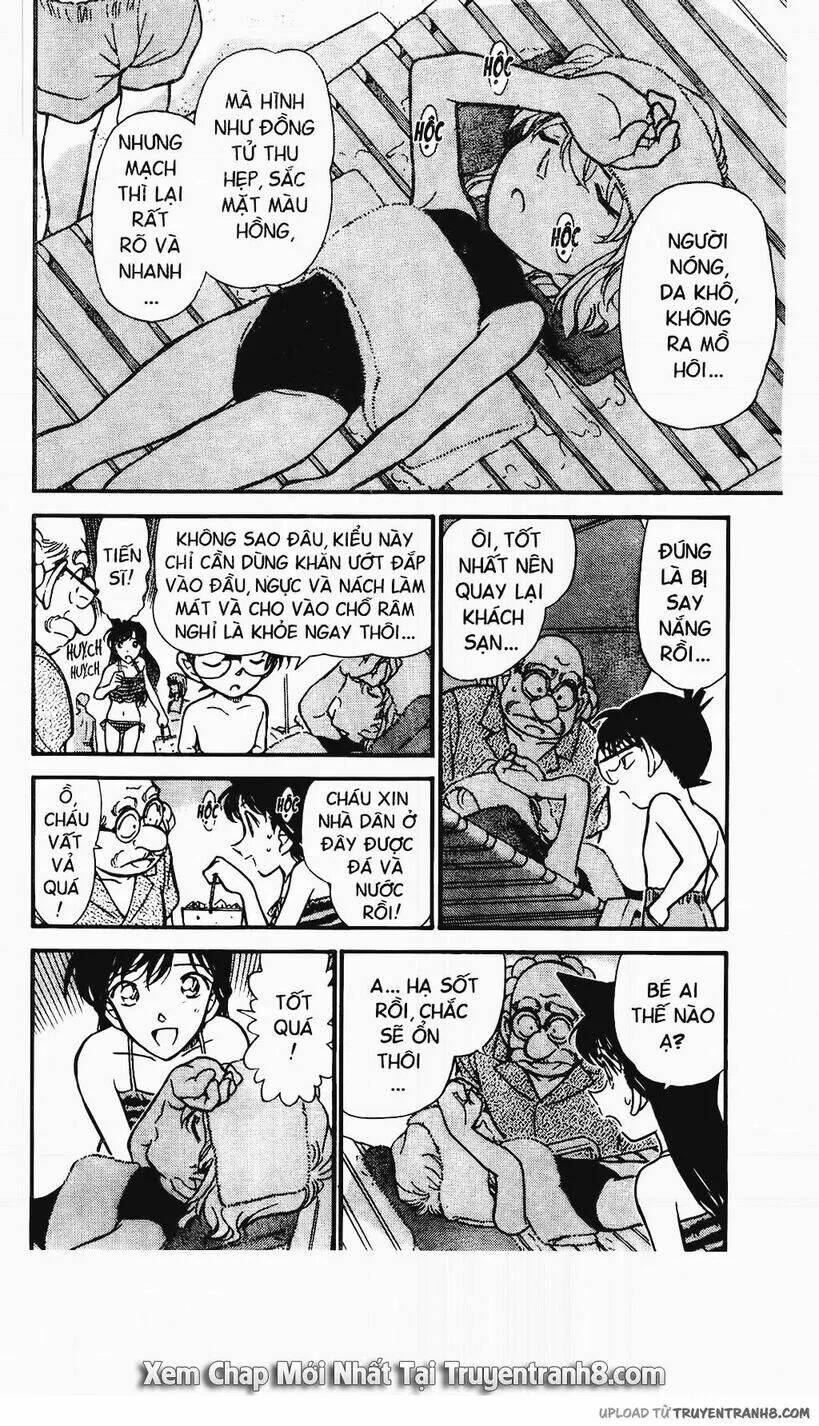 HỘC
HỘC
HỘC
NGƯỜI
NÓNG,
DA KHÔ,
KHÔNG
RA MỒ
HÔI...
MÀ HÌNH
NHƯ ĐỒNG
TỬ THU
HẸP, SẮC
MẶT MÀU
HỒNG,
NHƯNG
MẠCH
THÌ LẠI
RẤT
RÕ VÀ
NHANH
...
ĐÚNG
LÀ BỊ
SAY
NẮNG
RỒI...
ÔI, TỐT
NHẤT NÊN
QUAY LẠI
KHÁCH
SẠN...
KHÔNG SAO ĐÂU, KIỂU NÀY
CHỈ CẦN DÙNG KHĂN ƯỚT ĐẮP
VÀO ĐẦU, NGỰC VÀ NÁCH LÀM
MÁT VÀ CHO VÀO CHỖ RÂM
NGHỈ LÀ KHỎE NGAY THÔI...
TIẾN
SĨ!
HUỴCH
HUỴCH
CHÁU XIN
NHÀ DÂN Ở
ĐÂY ĐƯỢC
ĐÁ VÀ
NƯỚC
RỒI!
HỘC
HỘC
Ồ,
CHÁU
VẤT
VẢ
QUÁ
!
BÉ AI
THẾ NÀO
Ạ?
A... HẠ SỐT
RỒI, CHẮC
SẼ ỔN
THÔI
...
TỐT
QUÁ
!
Xem Chap Mới Nhất Tại Truyentranh8.com
UPLOAD TỪ TRUYENTRANH8.COM